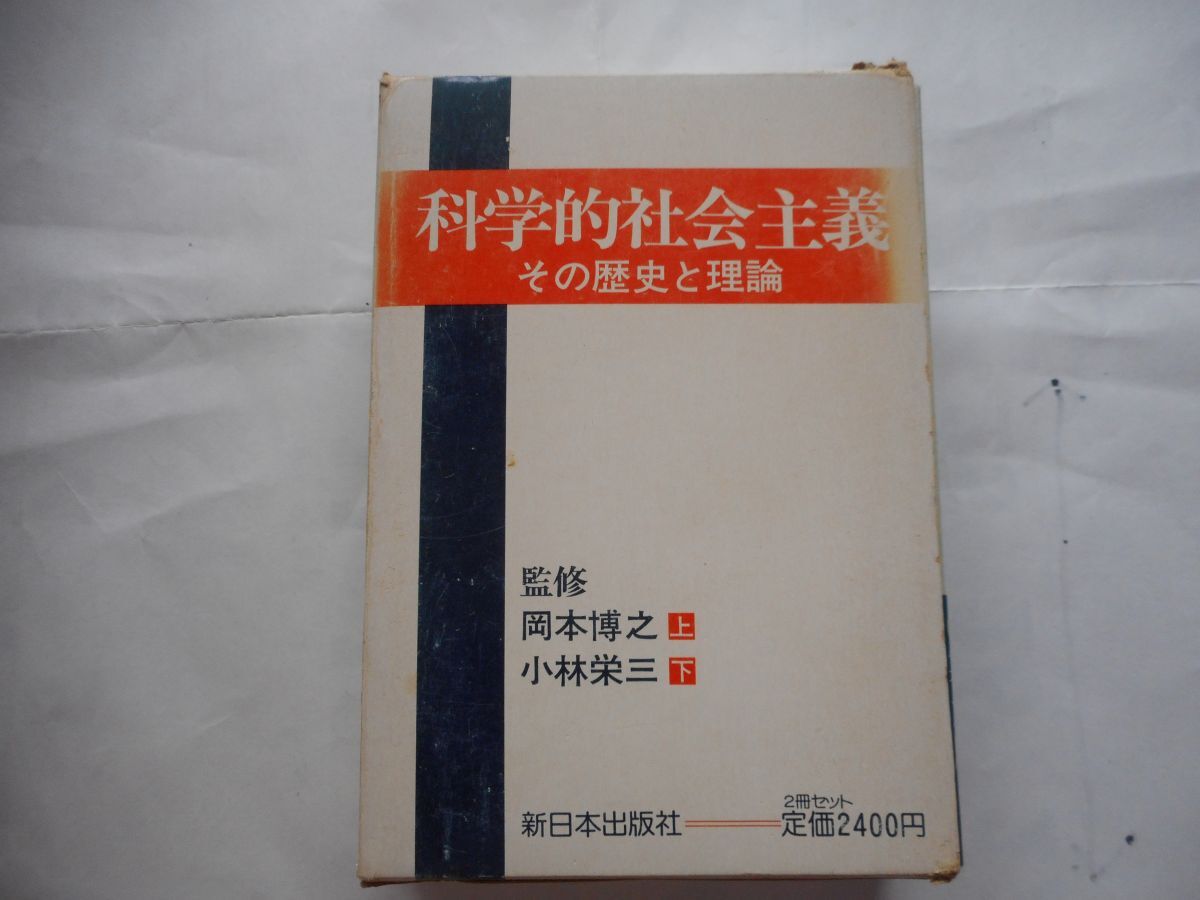 科学的社会主義
その歴史と理論
監修
岡本博之 上
小林栄三 下
2冊セット
新日本出版社 定価2400円